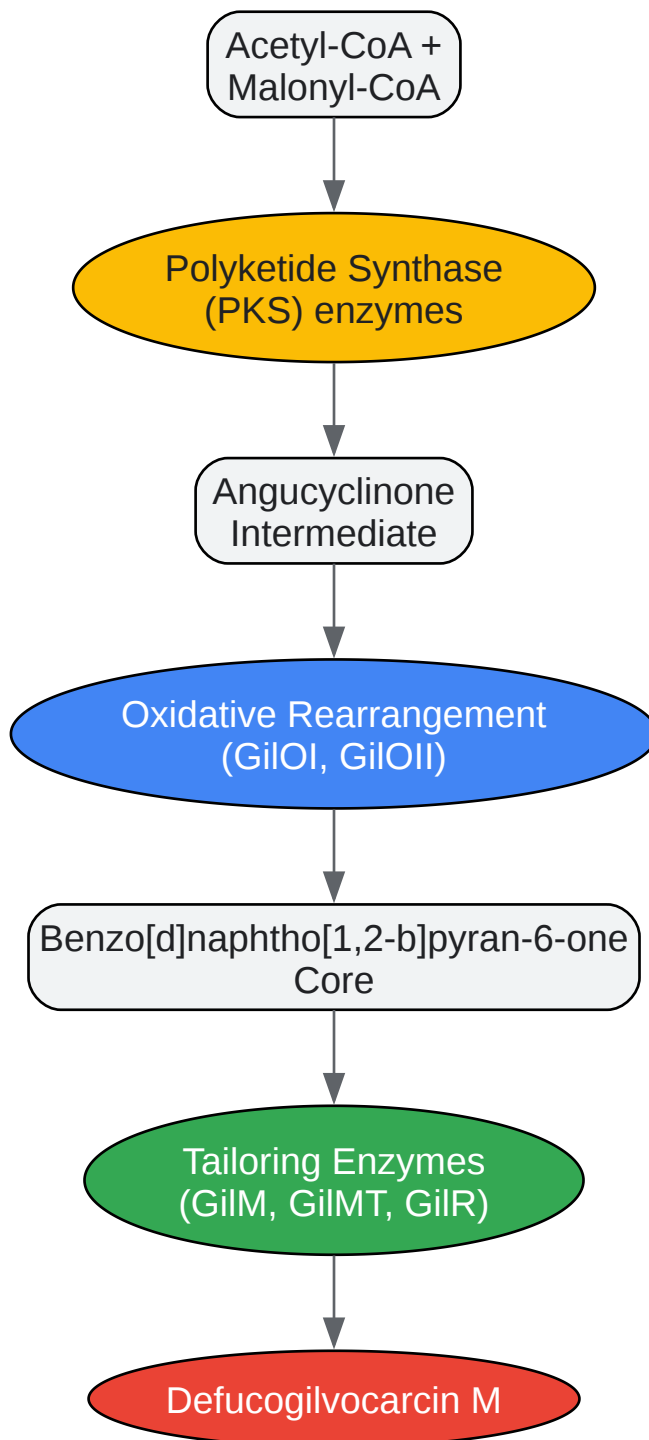 Acetyl-CoA +
Malonyl-CoA
Polyketide Synthase
(PKS) enzymes
Angucyclinone
Intermediate
Oxidative Rearrangement
(GilOI, GilOII)
Benzo[d]naphtho[1,2-b]pyran-6-one
Core
Tailoring Enzymes
(GilM, GilMT, GilR)
Defucogilvocarcin M